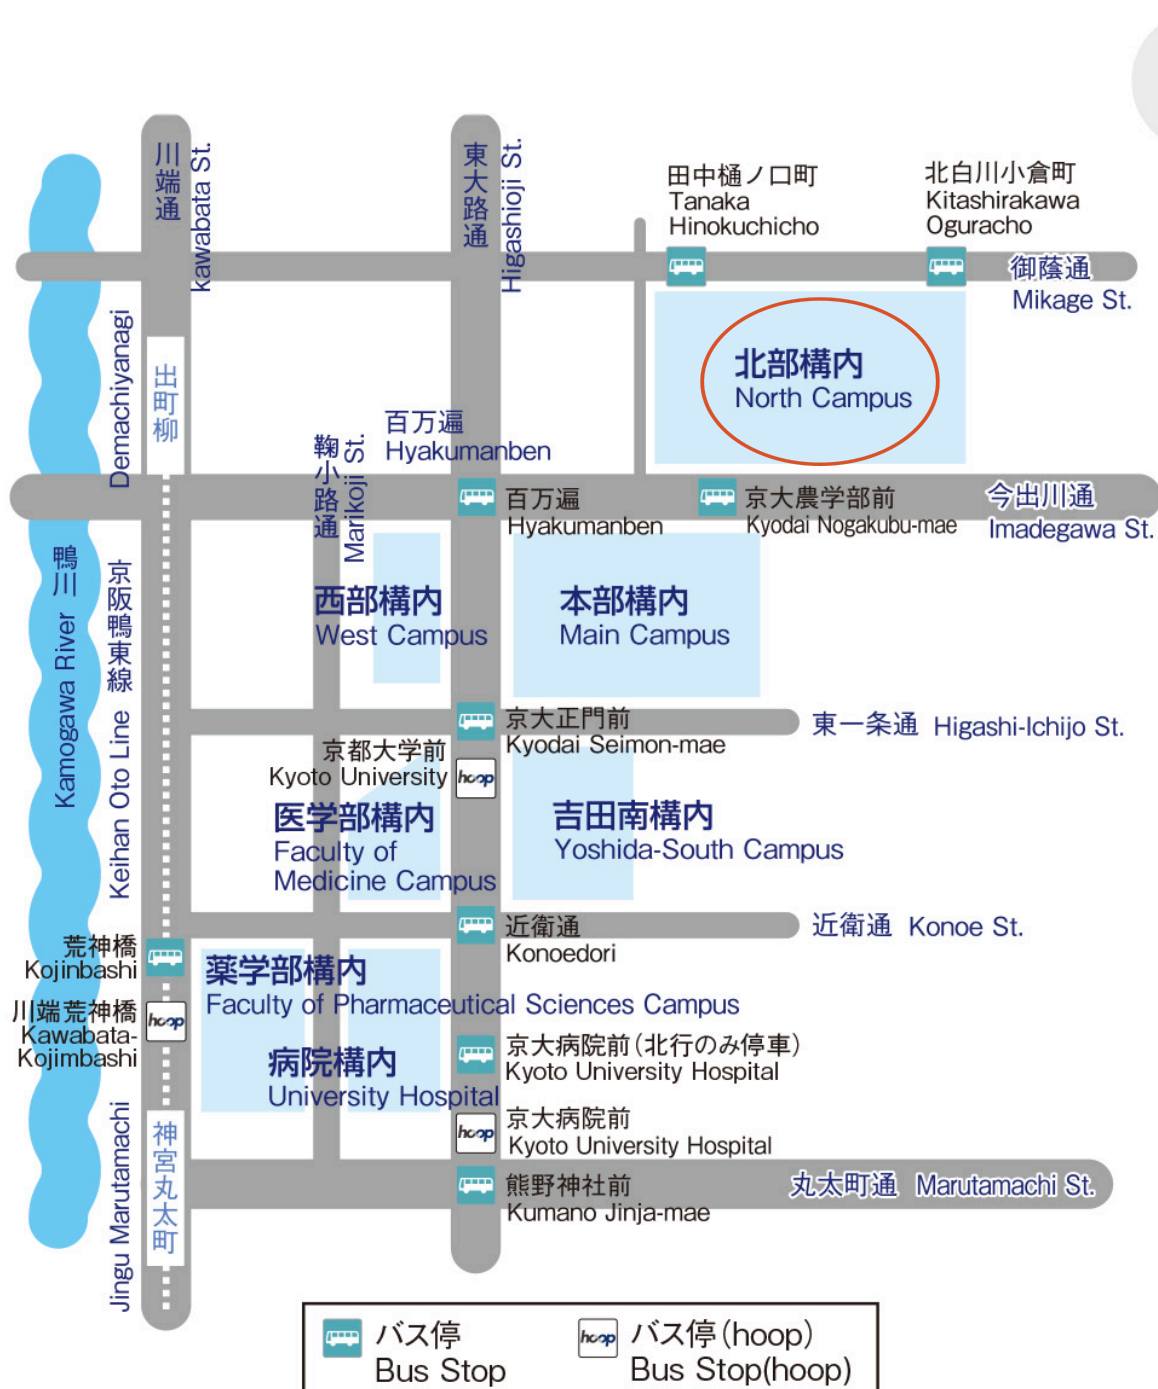 川端通
Kawabata St.
東大路通
Higashioji St.
田中樋ノ口町
Tanaka
Hinokuchicho
北白川小倉町
Kitashirakawa
Oguracho
御蔭通
Mikage St.
北部構内
North Campus
出町柳
Demachiyanagi
百万遍
Hyakumanben
鞠小路通
Marikoji St.
百万遍
Hyakumanben
京大農学部前
Kyodai Nogakubu-mae
今出川通
Imadegawa St.
鴨川
Kamogawa River
京阪鴨東線
Keihan Oto Line
西部構内
West Campus
本部構内
Main Campus
京大正門前
Kyodai Seimon-mae
東一条通 Higashi-Ichijo St.
京都大学前
Kyoto University
hoop
医学部構内
Faculty of
Medicine Campus
吉田南構内
Yoshida-South Campus
近衛通
Konoedori
近衛通 Konoe St.
荒神橋
Kojinbashi
川端荒神橋
Kawabata-
Kojimbashi
hoop
薬学部構内
Faculty of Pharmaceutical Sciences Campus
病院構内
University Hospital
京大病院前(北行のみ停車)
Kyoto University Hospital
hoop
京大病院前
Kyoto University Hospital
神宮丸太町
Jingu Marutamachi
熊野神社前
Kumano Jinja-mae
丸太町通 Marutamachi St.
バス停
Bus Stop
hoop
バス停(hoop)
Bus Stop(hoop)